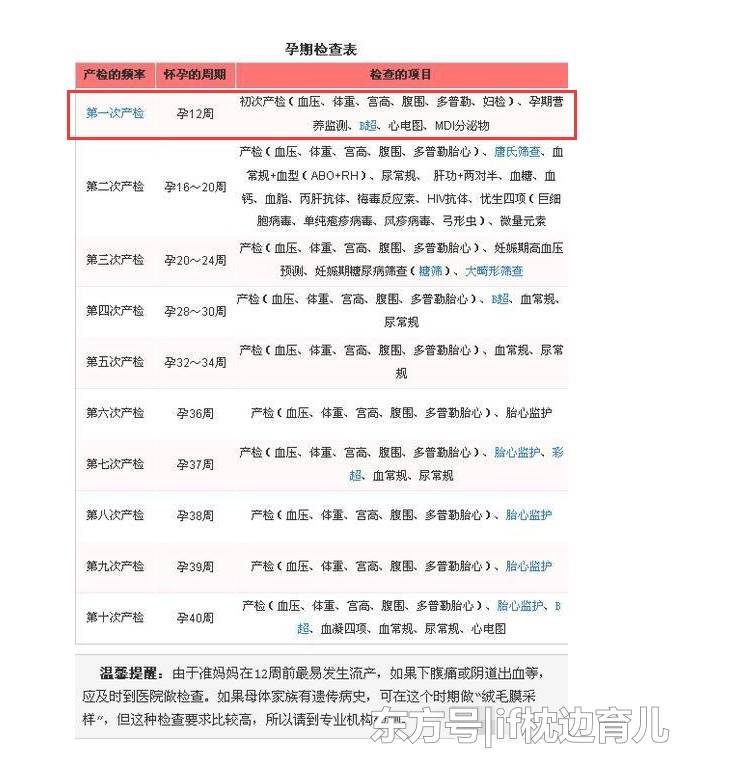 孕期检查表
产检的频率 怀孕的周期 检查的项目
第一次产检 孕12周 初次产检(血压、体重、宫高、腹围、多普勒、妇检)、孕期营
养监测、B超、心电图、MDI分泌物
第二次产检 孕16～20周 产检(血压、体重、宫高、腹围、多普勒胎心)、唐氏筛查、血
常规+血型(ABO+RH)、尿常规、 肝功+两对半、血糖、血
钙、血脂、丙肝抗体、梅毒反应素、HIV抗体、优生四项(巨细
胞病毒、单纯疱疹病毒、风疹病毒、弓形虫)、微量元素
第三次产检 孕20～24周 产检(血压、体重、宫高、腹围、多普勒胎心)、妊娠期高血压
预测、妊娠期糖尿病筛查(糖筛)、大畸形筛查
第四次产检 孕28～30周 产检(血压、体重、宫高、腹围、多普勒胎心)、B超、血常规、
尿常规
第五次产检 孕32～34周 产检(血压、体重、宫高、腹围、多普勒胎心)、血常规、尿常
规
第六次产检 孕36周 产检(血压、体重、宫高、腹围、多普勒胎心)、胎心监护
第七次产检 孕37周 产检(血压、体重、宫高、腹围、多普勒胎心)、胎心监护、彩
超、血常规、尿常规
第八次产检 孕38周 产检(血压、体重、宫高、腹围、多普勒胎心)、胎心监护
第九次产检 孕39周 产检(血压、体重、宫高、腹围、多普勒胎心)、胎心监护
第十次产检 孕40周 产检(血压、体重、宫高、腹围、多普勒胎心)、胎心监护、B
超、血凝四项、血常规、尿常规、心电图
温馨提醒：由于准妈妈在12周前最易发生流产，如果下腹痛或阴道出血等，
应及时到医院做检查。如果母体家族有遗传病史，可在这个时期做“绒毛膜采
样”，但这种检查要求比较高，所以请到专业机构
东方号|if枕边育儿